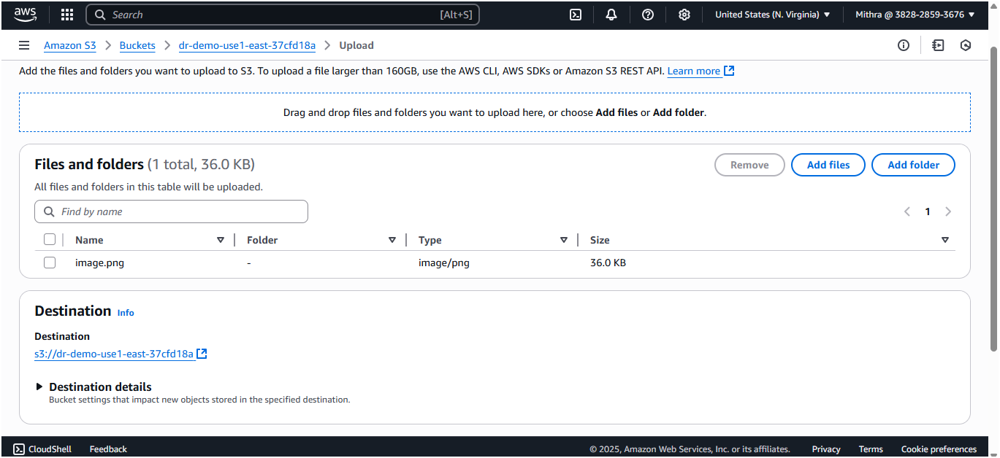 aws
Search [Alt+S] United States (N. Virginia) Mithra @ 3828-2859-3676
Amazon S3 Buckets dr-demo-use1-east-37cfd18a Upload
Add the files and folders you want to upload to S3. To upload a file larger than 160GB, use the AWS CLI, AWS SDKs or Amazon S3 REST API. Learn more
Drag and drop files and folders you want to upload here, or choose Add files or Add folder.
Files and folders (1 total, 36.0 KB) Remove Add files Add folder
All files and folders in this table will be uploaded.
Find by name 1
Name Folder Type Size
image.png - image/png 36.0 KB
Destination Info
Destination
s3://dr-demo-use1-east-37cfd18a
Destination details
Bucket settings that impact new objects stored in the specified destination.
CloudShell Feedback © 2025, Amazon Web Services, Inc. or its affiliates. Privacy Terms Cookie preferences